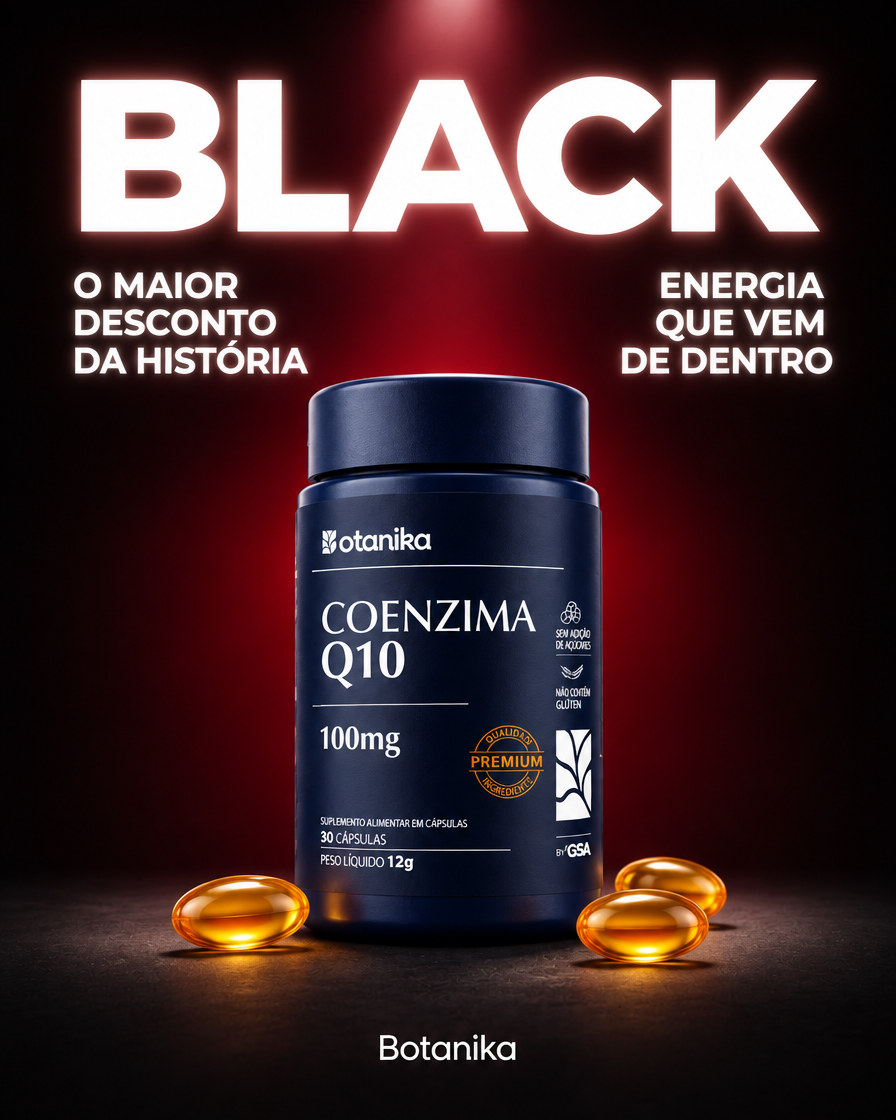 BLACK
O MAIOR
DESCONTO
DA HISTÓRIA
ENERGIA
QUE VEM
DE DENTRO
Botanika
COENZIMA
Q10
100mg
QUALIDADE
PREMIUM
INGREDIENTE
SEM ADIÇÃO
DE AÇÚCARES
NÃO CONTÉM
GLÚTEN
SUPLEMENTO ALIMENTAR EM CÁPSULAS
30 CÁPSULAS
PESO LÍQUIDO 12g
BY GSA
Botanika